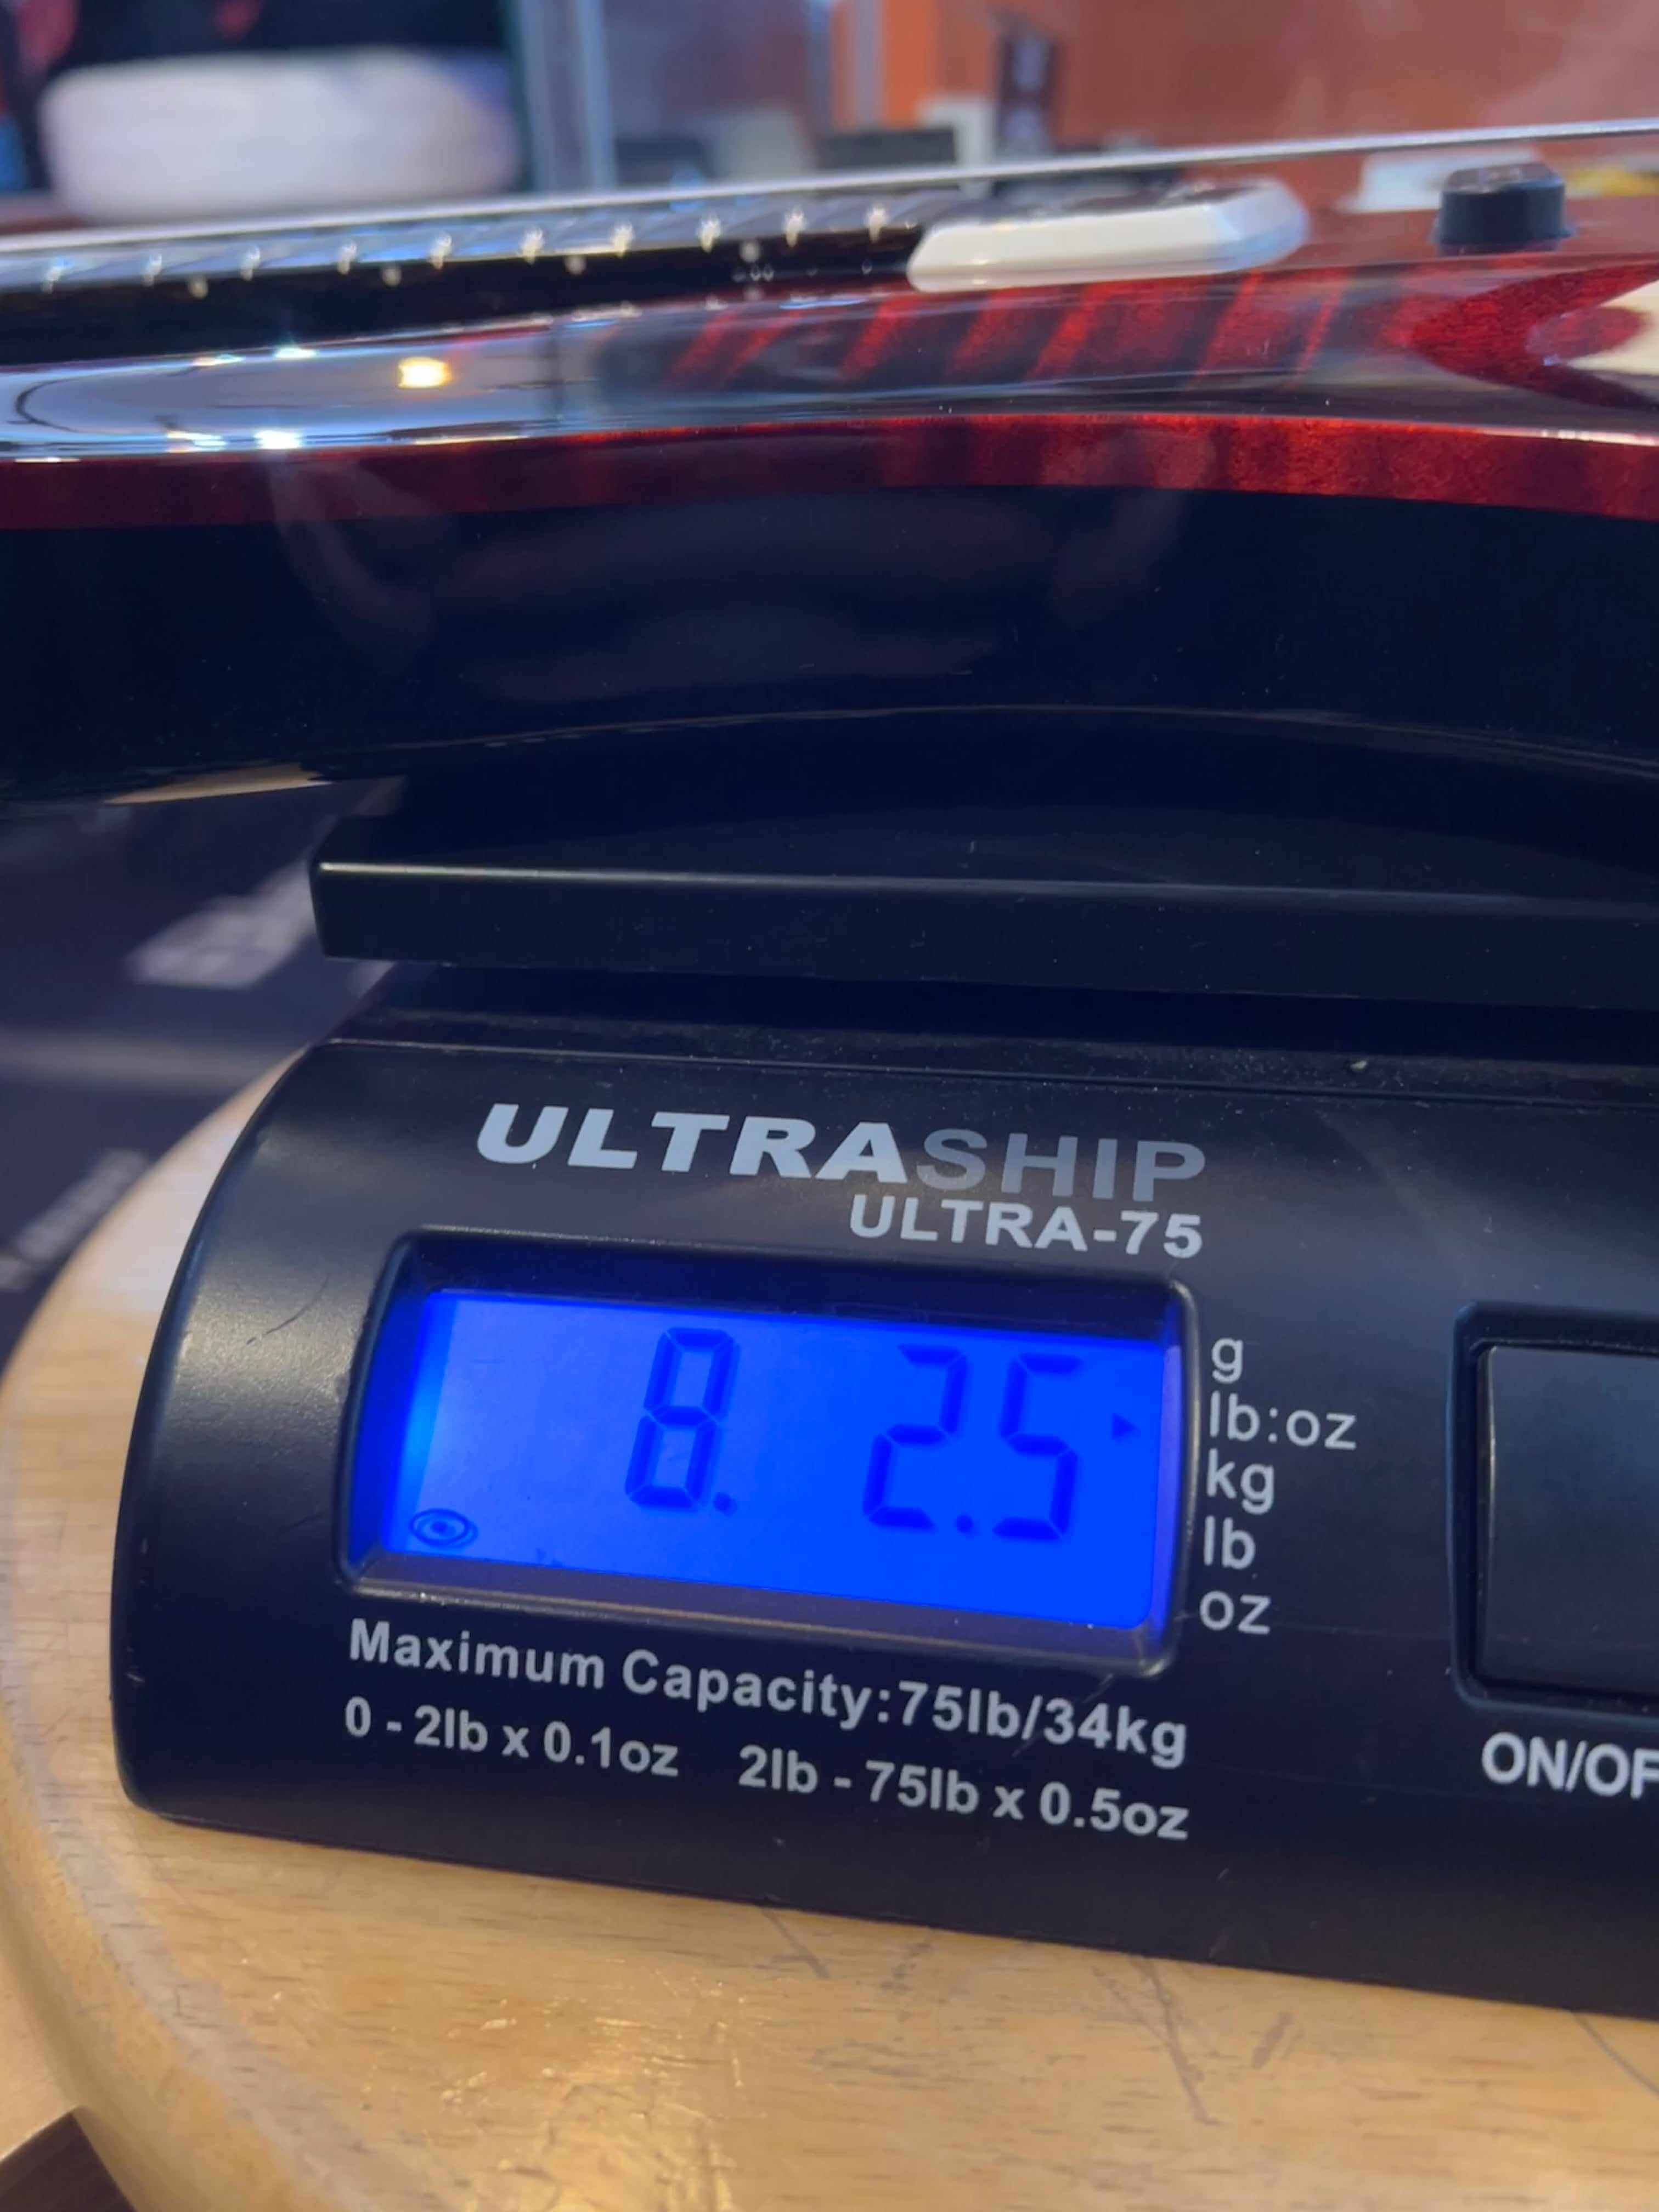 ULTRASHIP
ULTRA-75
8. 2.5
g
lb:oz
kg
lb
oz
Maximum Capacity:75lb/34kg
0 - 2lb x 0.1oz 2lb - 75lb x 0.5oz
ON/OF